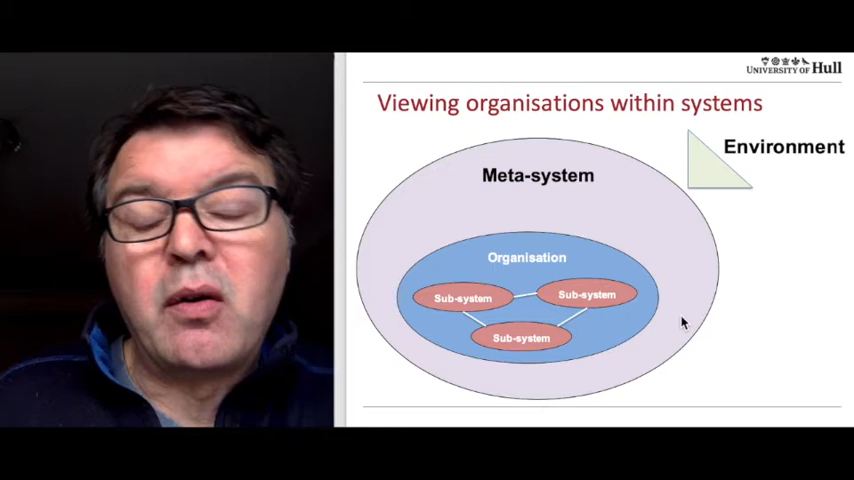 UNIVERSITY OF Hull
Viewing organisations within systems
Environment
Meta-system
Organisation
Sub-system
Sub-system
Sub-system